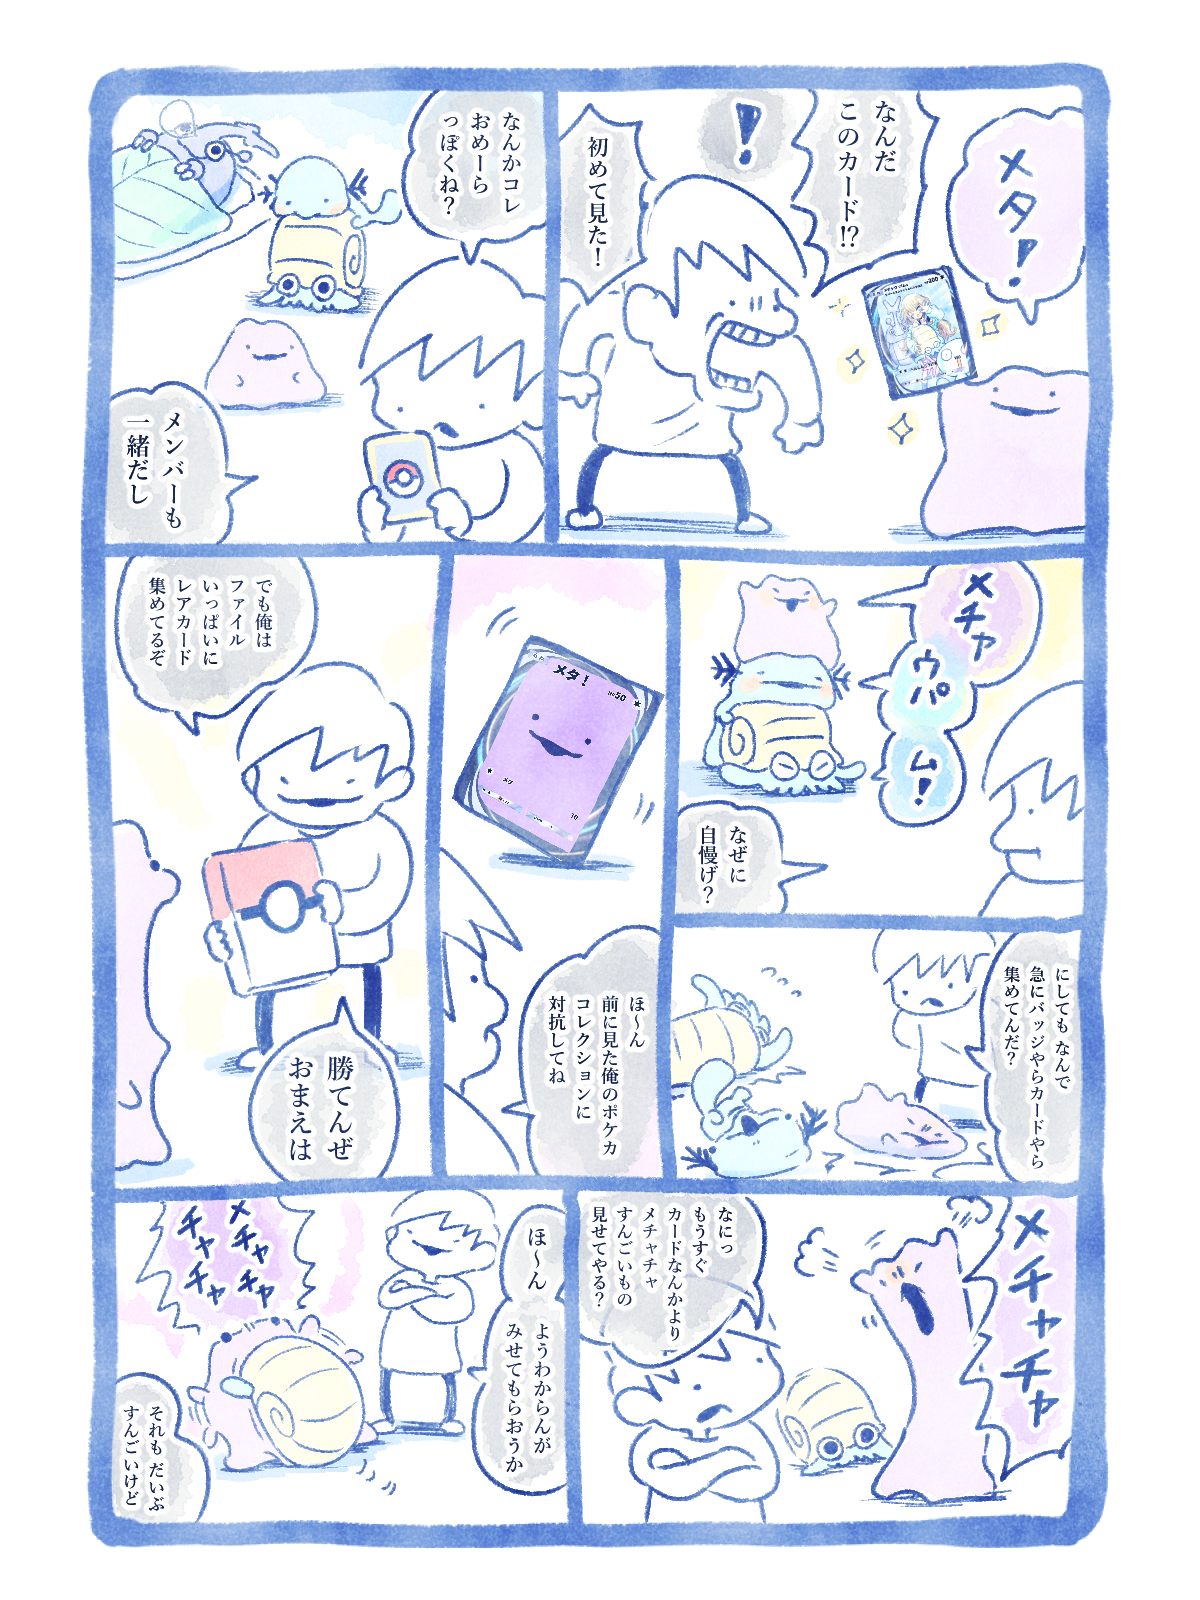 メタ！
なんだ
このカード!?
！
初めて見た！
なんかコレ
おめーら
っぽくね？
メンバーも
一緒だし
メチャ
ウパ
ム！
なぜに
自慢げ？
にしても なんで
急にバッジやらカードやら
集めてんだ？
メタ！
HP50
メタ
10
ほ〜ん
前に見た俺のポケカ
コレクションに
対抗してね
でも俺は
ファイル
いっぱいに
レアカード
集めてるぞ
勝てんぜ
おまえは
メチャ
チャ
なにっ
もうすぐ
カードなんかより
メチャチャ
すんごいもの
見せてやる？
ほ〜ん
ようわからんが
みせてもらおうか
メチャチャ
チャチャ
それも だいぶ
すんごいけど